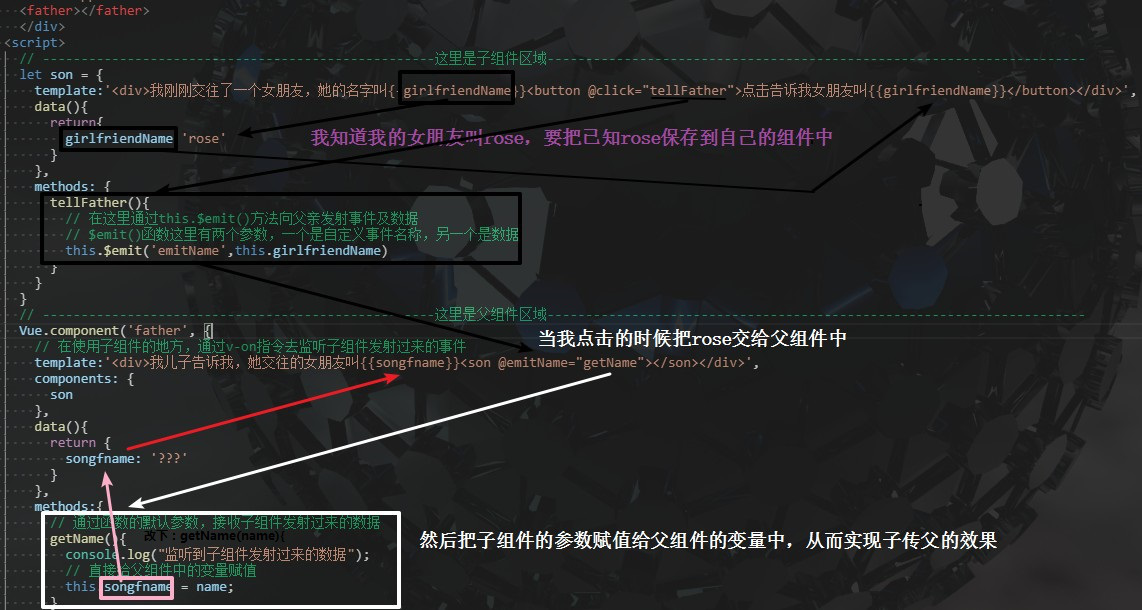 <father></father>
</div>
<script>
// -----------------------------------------------这里是子组件区域-----------------------------------------------
let son = {
template:'<div>我刚刚交往了一个女朋友，她的名字叫{{girlfriendName}}<button @click="tellFather">点击告诉我女朋友叫{{girlfriendName}}</button></div>',
data(){
return{
girlfriendName 'rose'
我知道我的女朋友叫rose，要把已知rose保存到自己的组件中
}
},
methods: {
tellFather(){
// 在这里通过this.$emit()方法向父亲发射事件及数据
// $emit()函数这里有两个参数，一个是自定义事件名称，另一个是数据
this.$emit('emitName',this.girlfriendName)
}
}
}
// -----------------------------------------------这里是父组件区域-----------------------------------------------
Vue.component('father', {
当我点击的时候把rose交给父组件中
// 在使用子组件的地方，通过v-on指令去监听子组件发射过来的事件
template:'<div>我儿子告诉我，她交往的女朋友叫{{songfname}}<son @emitName="getName"></son></div>',
components: {
son
},
data(){
return {
songfname: '???'
}
},
methods:{
// 通过函数的默认参数，接收子组件发射过来的数据
getName(){ 改下：getName(name){
然后把子组件的参数赋值给父组件的变量中，从而实现子传父的效果
console.log("监听到子组件发射过来的数据");
// 直接给父组件中的变量赋值
this songfname = name;
}